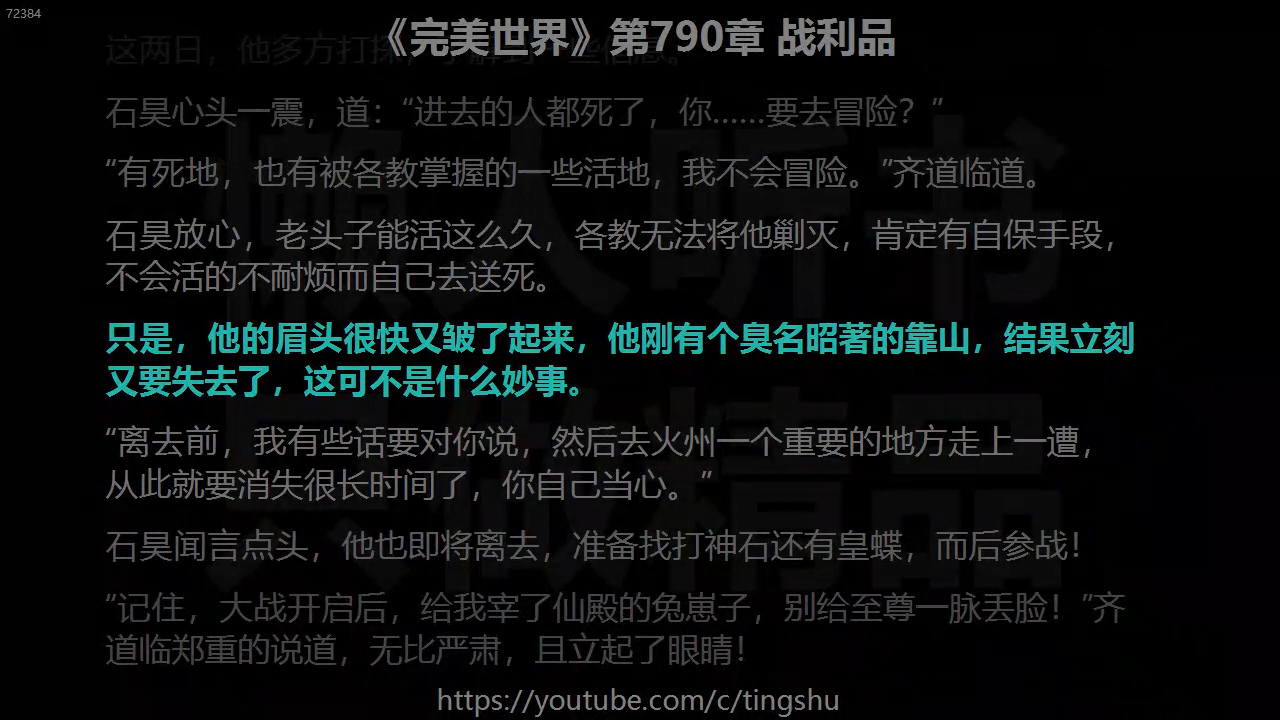 72384
《完美世界》第790章 战利品
这两日，他多方打探，了解到一些信息。
石昊心头一震，道：“进去的人都死了，你……要去冒险？”
“有死地，也有被各教掌握的一些活地，我不会冒险。”齐道临道。
石昊放心，老头子能活这么久，各教无法将他剿灭，肯定有自保手段，
不会活的不耐烦而自己去送死。
只是，他的眉头很快又皱了起来，他刚有个臭名昭著的靠山，结果立刻
又要失去了，这可不是什么妙事。
“离去前，我有些话要对你说，然后去火州一个重要的地方走上一遭，
从此就要消失很长时间了，你自己当心。”
石昊闻言点头，他也即将离去，准备找打神石还有皇蝶，而后参战！
“记住，大战开启后，给我宰了仙殿的兔崽子，别给至尊一脉丢脸！”齐
道临郑重的说道，无比严肃，且立起了眼睛！
https://youtube.com/c/tingshu
懒人听书
只做精品